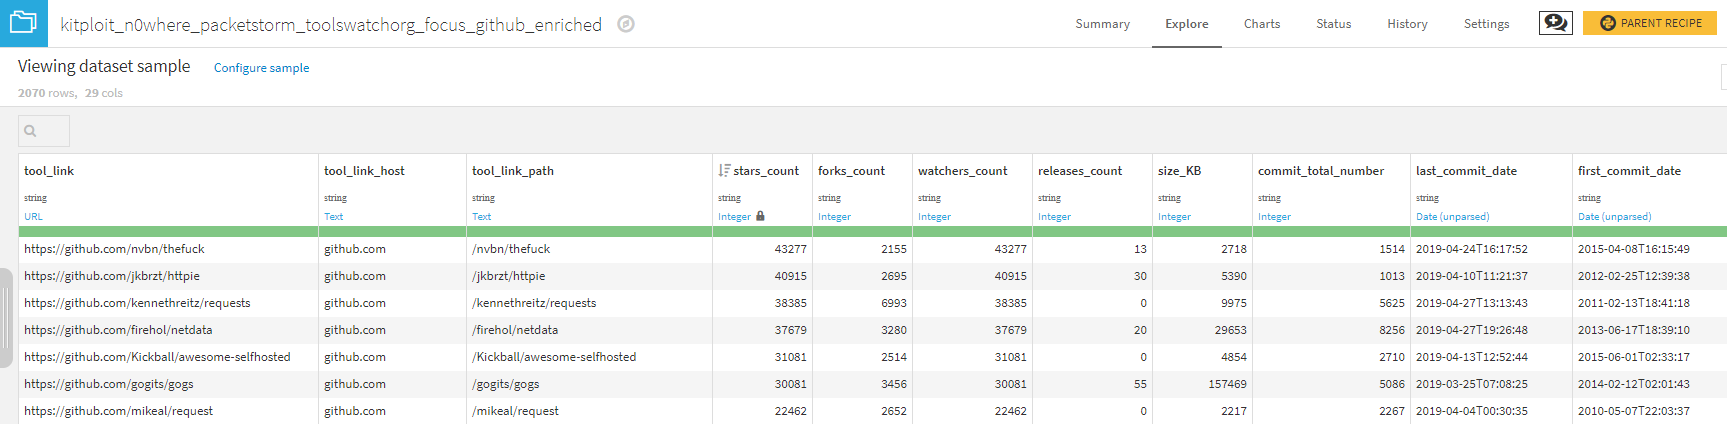 kitploit_n0where_packetstorm_toolswatchorg_focus_github_enriched Summary Explore Charts Status History Settings PARENT RECIPE
Viewing dataset sample Configure sample
2070 rows, 29 cols
tool_link tool_link_host tool_link_path stars_count forks_count watchers_count releases_count size_KB commit_total_number last_commit_date first_commit_date
string string string string string string string string string string string
URL Text Text Integer Integer Integer Integer Integer Integer Date (unparsed) Date (unparsed)
https://github.com/nvbn/thefuck github.com /nvbn/thefuck 43277 2155 43277 13 2718 1514 2019-04-24T16:17:52 2015-04-08T16:15:49
https://github.com/jkbrzt/httpie github.com /jkbrzt/httpie 40915 2695 40915 30 5390 1013 2019-04-10T11:21:37 2012-02-25T12:39:38
https://github.com/kennethreitz/requests github.com /kennethreitz/requests 38385 6993 38385 0 9975 5625 2019-04-27T13:13:43 2011-02-13T18:41:18
https://github.com/firehol/netdata github.com /firehol/netdata 37679 3280 37679 20 29653 8256 2019-04-27T19:26:48 2013-06-17T18:39:10
https://github.com/Kickball/awesome-selfhosted github.com /Kickball/awesome-selfhosted 31081 2514 31081 0 4854 2710 2019-04-13T12:52:44 2015-06-01T02:33:17
https://github.com/gogits/gogs github.com /gogits/gogs 30081 3456 30081 55 157469 5086 2019-03-25T07:08:25 2014-02-12T02:01:43
https://github.com/mikeal/request github.com /mikeal/request 22462 2652 22462 0 2217 2267 2019-04-04T00:30:35 2010-05-07T22:03:37